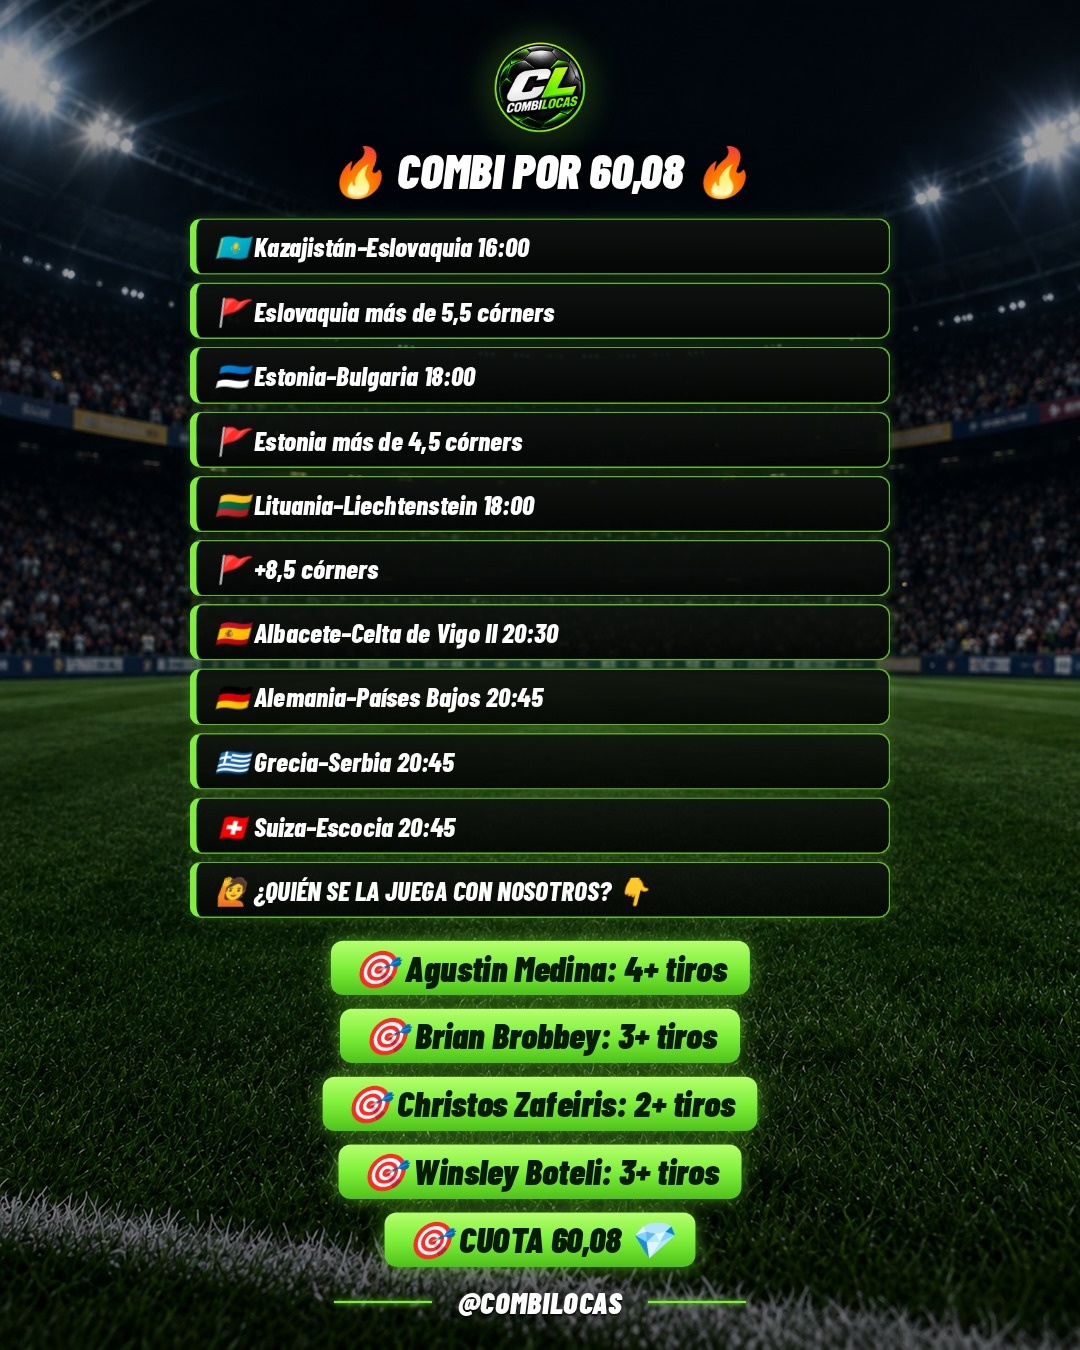 CL
COMBILOCAS
🔥 COMBI POR 60,08 🔥
🇰🇿 Kazajistán-Eslovaquia 16:00
🚩 Eslovaquia más de 5,5 córners
🇪🇪 Estonia-Bulgaria 18:00
🚩 Estonia más de 4,5 córners
🇱🇹 Lituania-Liechtenstein 18:00
🚩 +8,5 córners
🇪🇸 Albacete-Celta de Vigo II 20:30
🇩🇪 Alemania-Países Bajos 20:45
🇬🇷 Grecia-Serbia 20:45
🇨🇭 Suiza-Escocia 20:45
🙋 ¿QUIÉN SE LA JUEGA CON NOSOTROS? 👇
🎯 Agustin Medina: 4+ tiros
🎯 Brian Brobbey: 3+ tiros
🎯 Christos Zafeiris: 2+ tiros
🎯 Winsley Boteli: 3+ tiros
🎯 CUOTA 60,08 💎
@COMBILOCAS